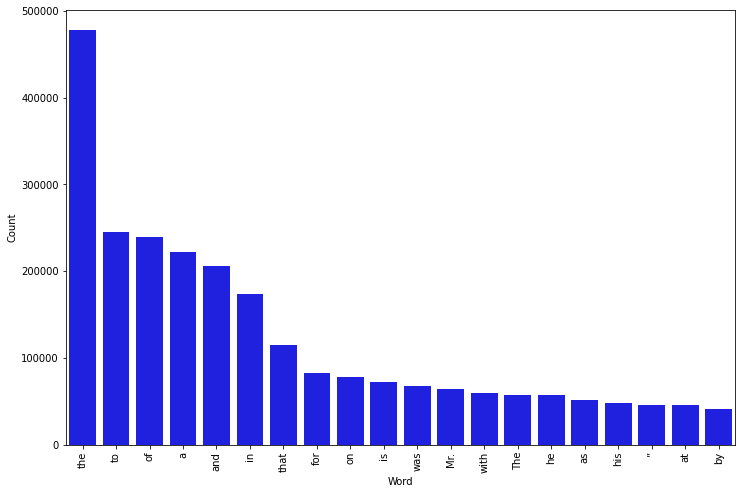 500000
400000
300000
200000
100000
0
Count
the
to
of
a
and
in
that
for
on
is
was
Mr.
with
The
he
as
his
"
at
by
Word